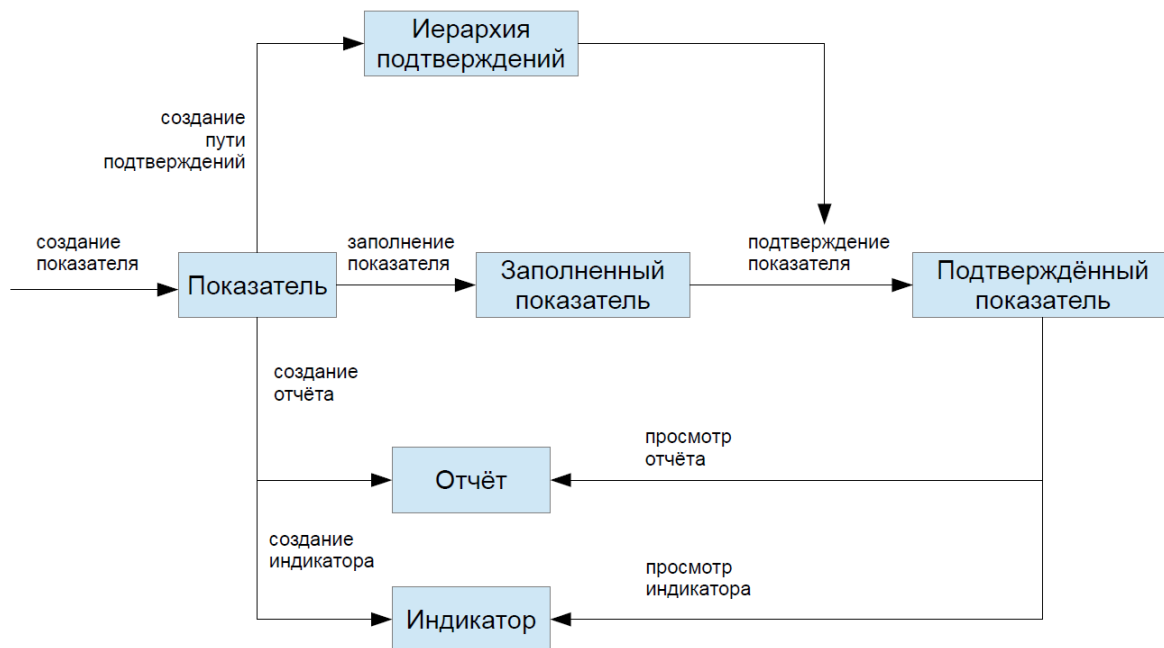 Иерархия
подтверждений
создание
пути
подтверждений
создание
показателя
Показатель
заполнение
показателя
Заполненный
показатель
подтверждение
показателя
Подтверждённый
показатель
создание
отчёта
Отчёт
просмотр
отчёта
создание
индикатора
Индикатор
просмотр
индикатора